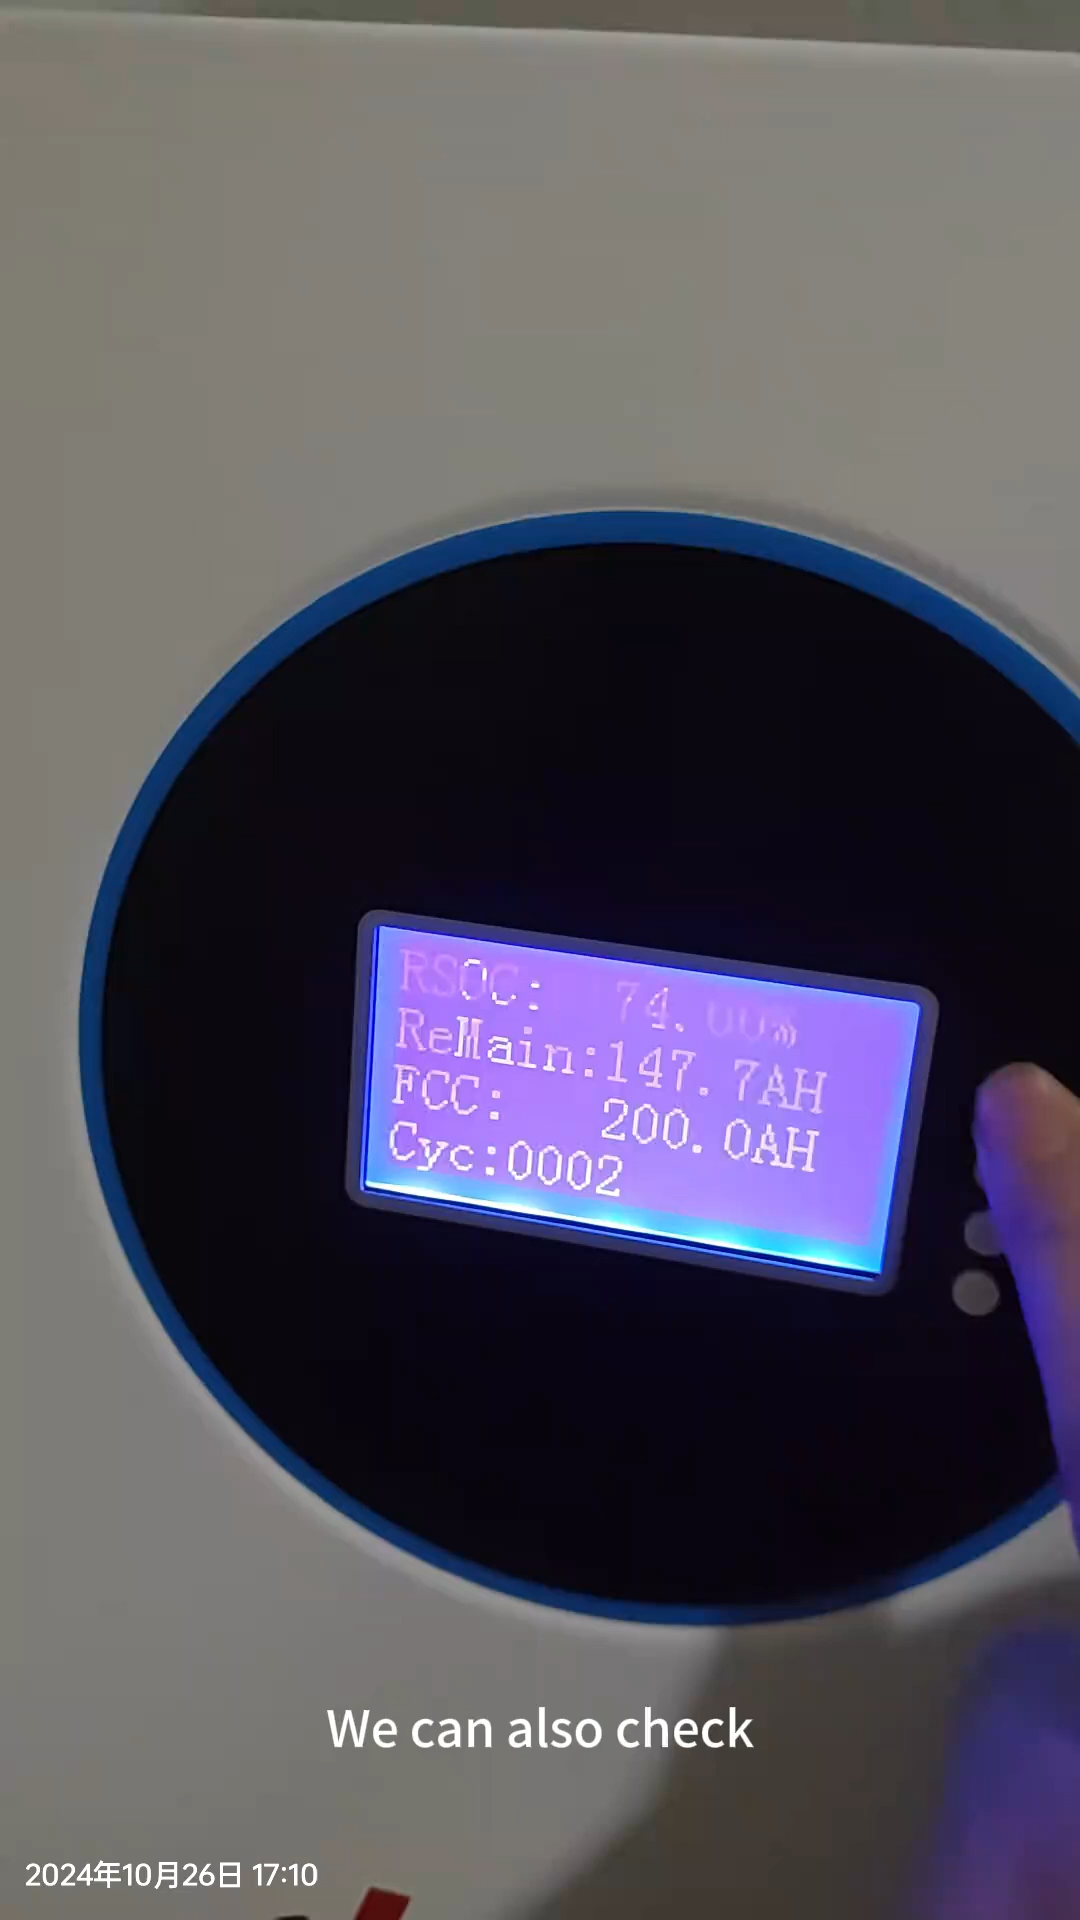 RSOC: 74.00%
ReMain:147.7AH
FCC: 200.0AH
Cyc:0002
We can also check
2024年10月26日 17:10